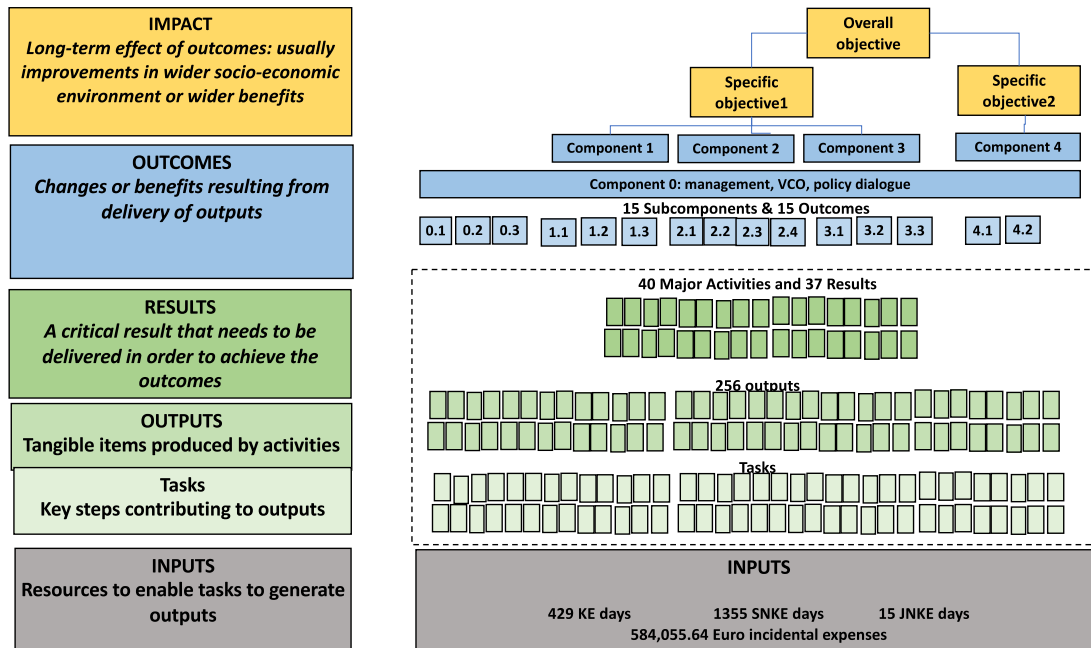 IMPACT
Long-term effect of outcomes: usually
improvements in wider socio-economic
environment or wider benefits
OUTCOMES
Changes or benefits resulting from
delivery of outputs
RESULTS
A critical result that needs to be
delivered in order to achieve the
outcomes
OUTPUTS
Tangible items produced by activities
Tasks
Key steps contributing to outputs
INPUTS
Resources to enable tasks to generate
outputs
Overall
objective
Specific
objective1
Specific
objective2
Component 1
Component 2
Component 3
Component 4
Component 0: management, VCO, policy dialogue
15 Subcomponents & 15 Outcomes
0.1 0.2 0.3 1.1 1.2 1.3 2.1 2.2 2.3 2.4 3.1 3.2 3.3 4.1 4.2
40 Major Activities and 37 Results
256 outputs
Tasks
INPUTS
429 KE days 1355 SNKE days 15 JNKE days
584,055.64 Euro incidental expenses